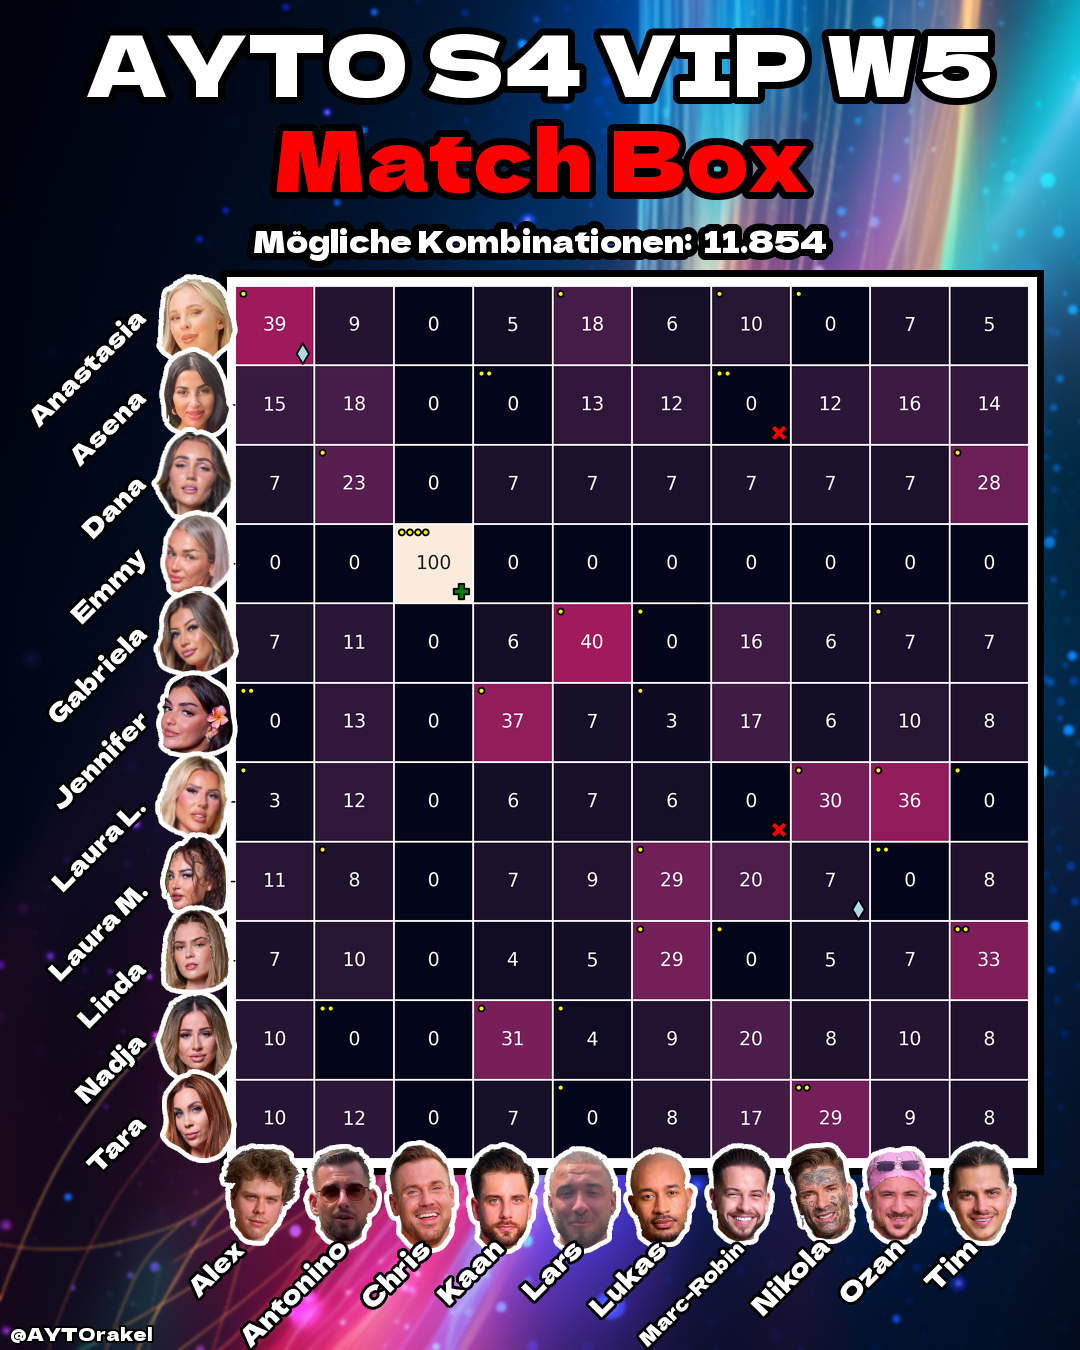 AYTO S4 VIP W5
Match Box
Mögliche Kombinationen: 11.854
Anastasia 39 9 0 5 18 6 10 0 7 5
Asena 15 18 0 0 13 12 0 12 16 14
Dana 7 23 0 7 7 7 7 7 7 28
Emmy 0 0 100 0 0 0 0 0 0 0
Gabriela 7 11 0 6 40 0 16 6 7 7
Jennifer 0 13 0 37 7 3 17 6 10 8
Laura L. 3 12 0 6 7 6 0 30 36 0
Laura M. 11 8 0 7 9 29 20 7 0 8
Linda 7 10 0 4 5 29 0 5 7 33
Nadja 10 0 0 31 4 9 20 8 10 8
Tara 10 12 0 7 0 8 17 29 9 8
Alex Antonino Chris Kaan Lars Lukas Marc-Robin Nikola Ozan Tim
@AYTOrakel